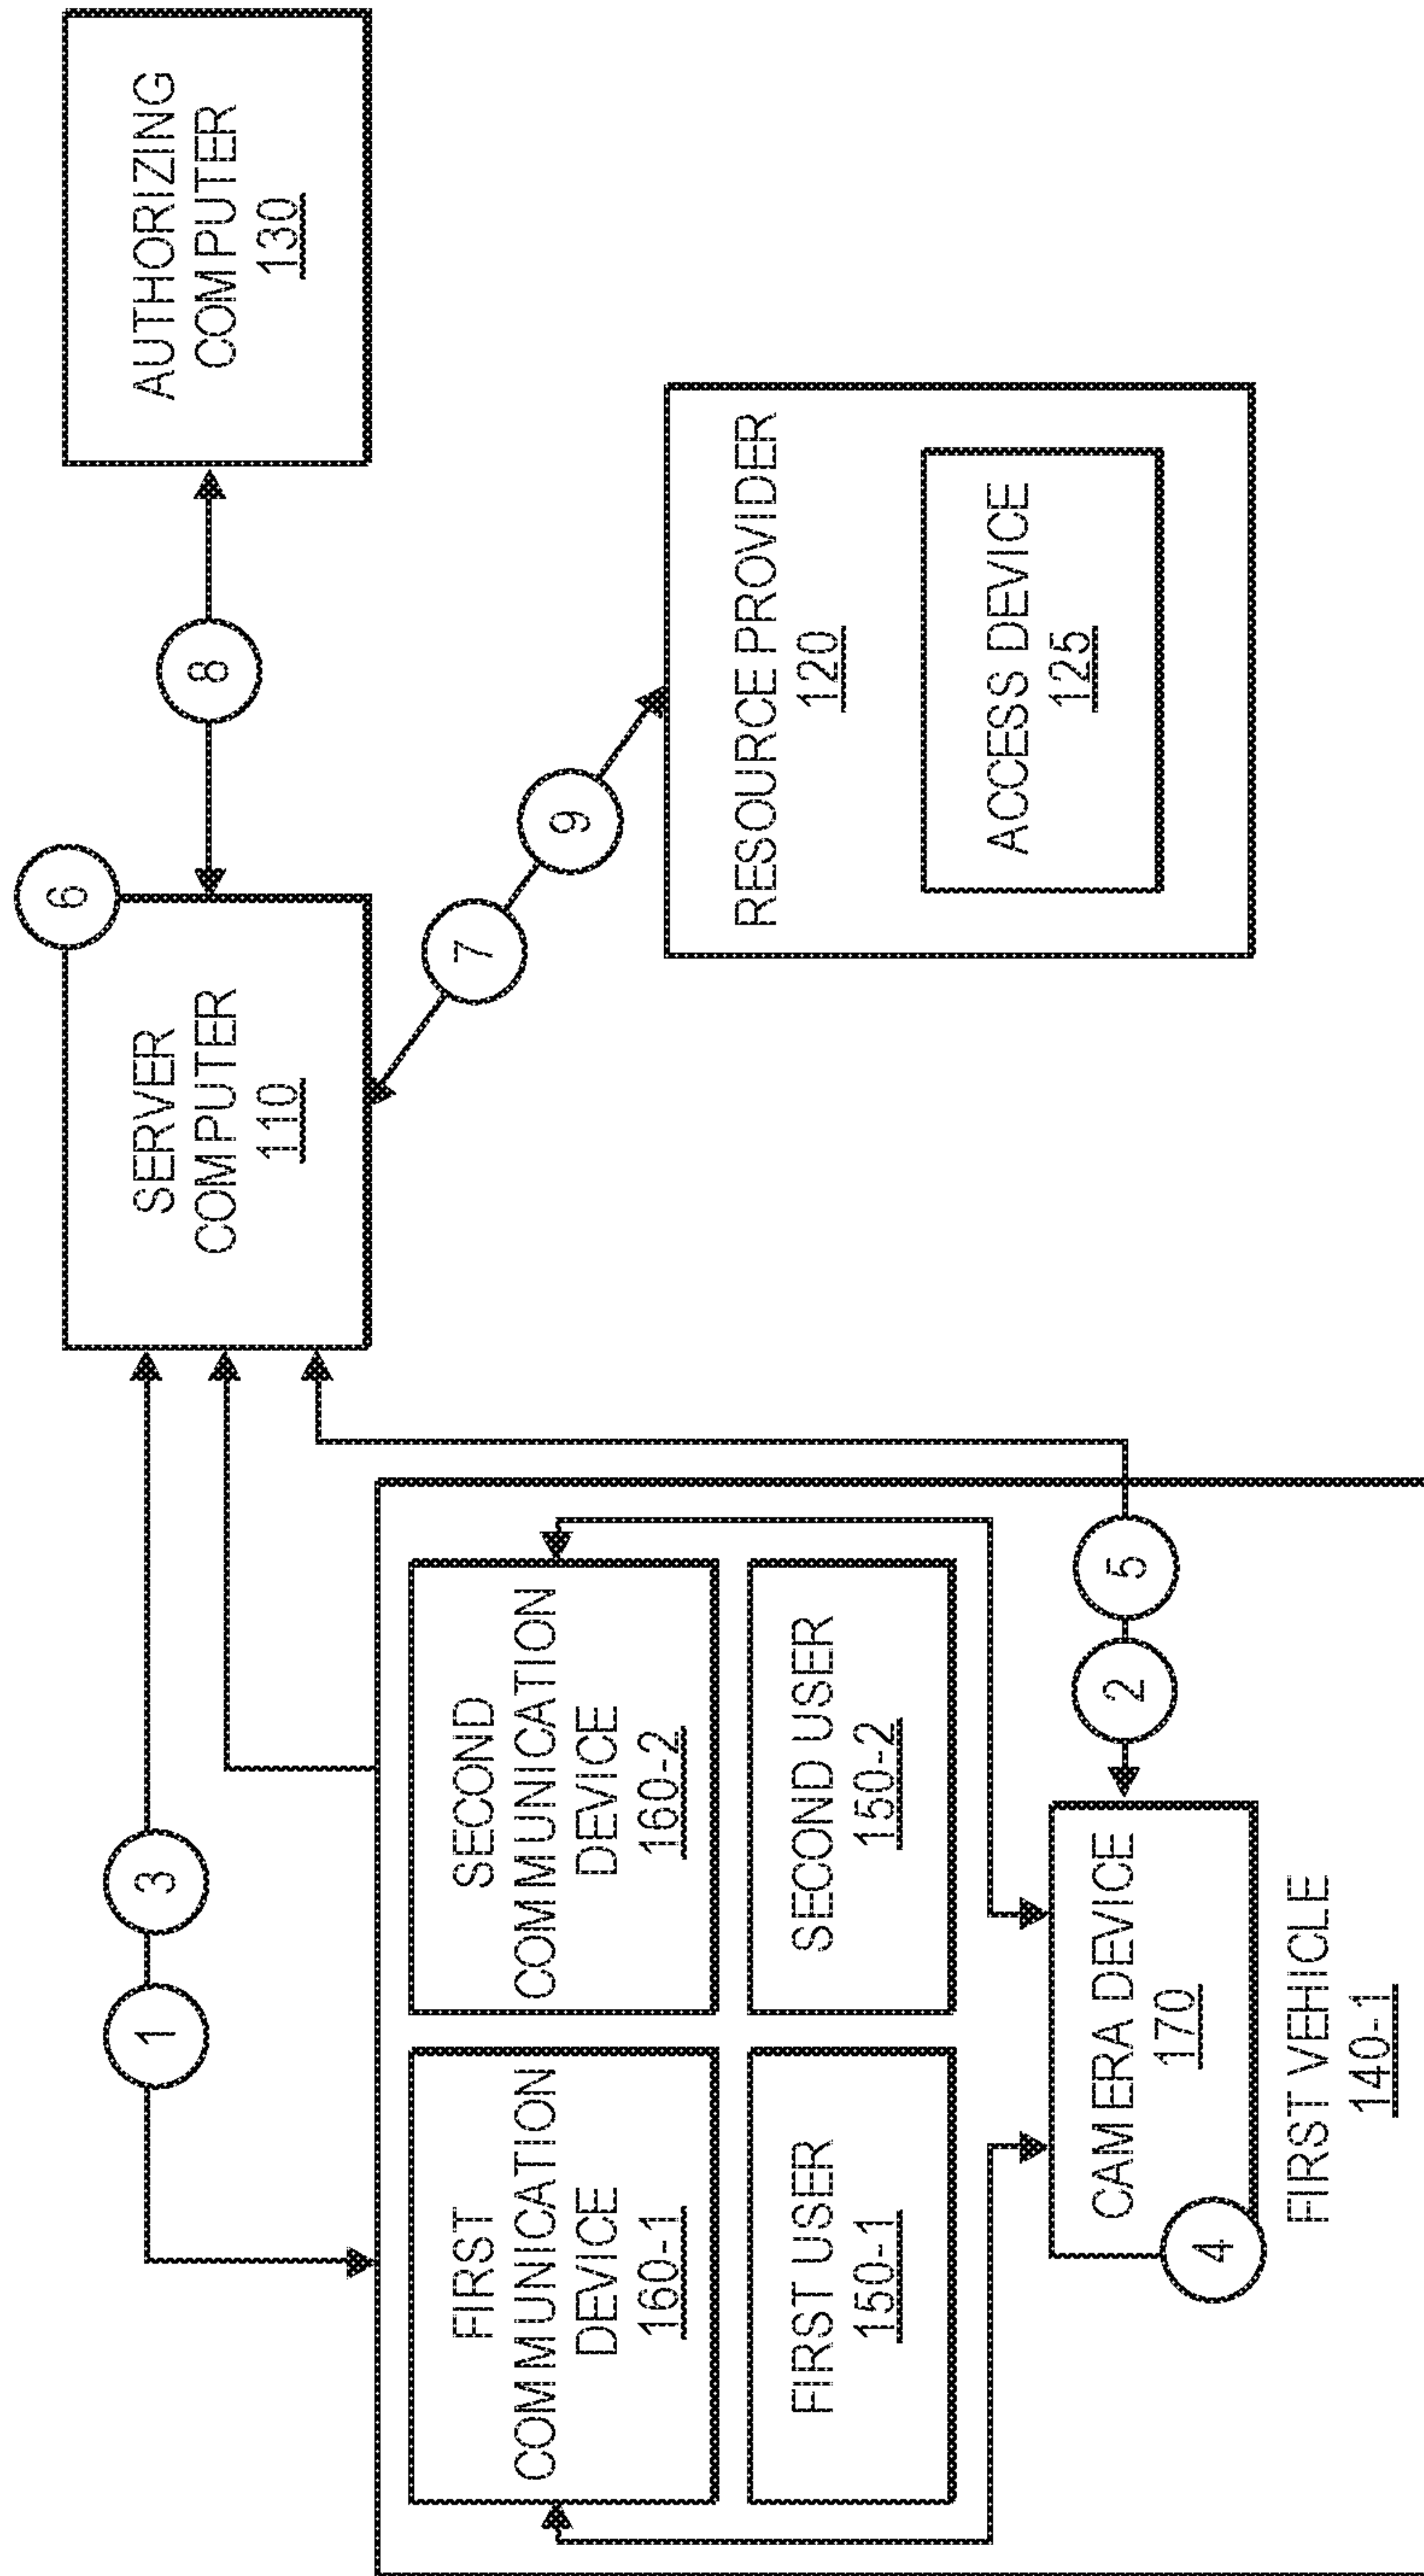 1
3
SERVER
COMPUTER
110
6
8
AUTHORIZING
COMPUTER
130
7
9
RESOURCE PROVIDER
120
ACCESS DEVICE
125
FIRST
COMMUNICATION
DEVICE
160-1
SECOND
COMMUNICATION
DEVICE
160-2
FIRST USER
150-1
SECOND USER
150-2
CAMERA DEVICE
170
4
2
5
FIRST VEHICLE
140-1